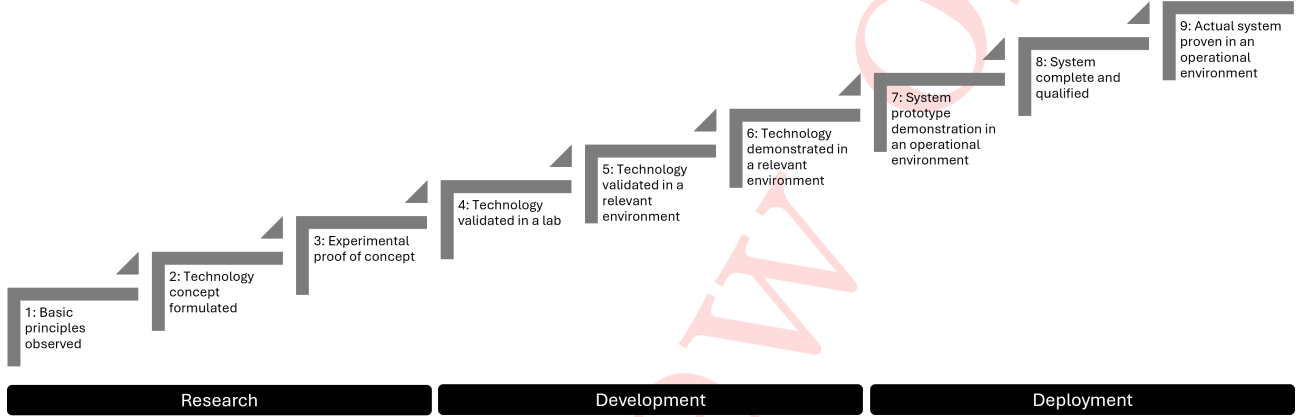 1: Basic
principles
observed
2: Technology
concept
formulated
3: Experimental
proof of concept
4: Technology
validated in a lab
5: Technology
validated in a
relevant
environment
6: Technology
demonstrated in
a relevant
environment
7: System
prototype
demonstration in
an operational
environment
8: System
complete and
qualified
9: Actual system
proven in an
operational
environment
Research
Development
Deployment